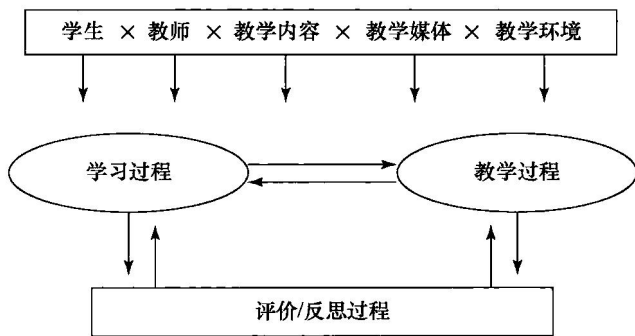 学生 × 教师 × 教学内容 × 教学媒体 × 教学环境
学习过程
教学过程
评价/反思过程